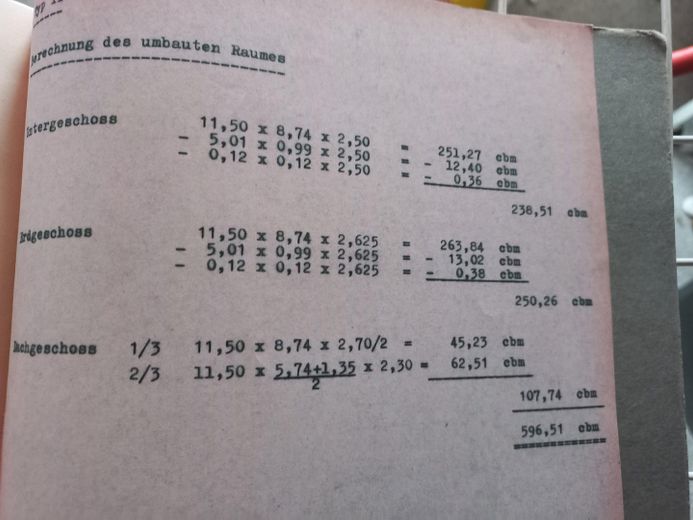 Berechnung des umbauten Raumes
Untergeschoss 11,50 x 8,74 x 2,50 = 251,27 cbm
- 5,01 x 0,99 x 2,50 = - 12,40 cbm
- 0,12 x 0,12 x 2,50 = - 0,36 cbm
238,51 cbm
Erdgeschoss 11,50 x 8,74 x 2,625 = 263,84 cbm
- 5,01 x 0,99 x 2,625 = - 13,02 cbm
- 0,12 x 0,12 x 2,625 = - 0,38 cbm
250,26 cbm
Dachgeschoss 1/3 11,50 x 8,74 x 2,70/2 = 45,23 cbm
2/3 11,50 x 5,74+1,35 x 2,30 = 62,51 cbm
2
107,74 cbm
596,51 cbm